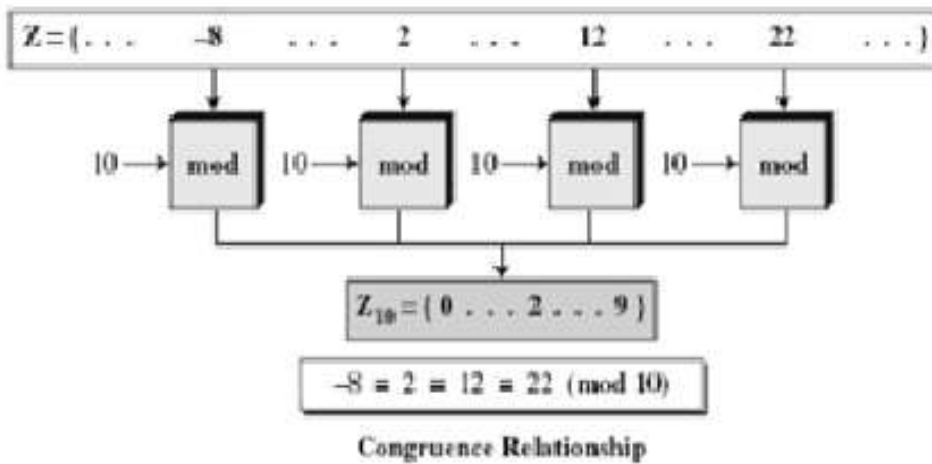 Z = { . . . –8 . . . 2 . . . 12 . . . 22 . . . }
10 mod 10 mod 10 mod 10 mod
Z10 = { 0 . . . 2 . . . 9 }
–8 ≡ 2 ≡ 12 ≡ 22 (mod 10)
Congruence Relationship